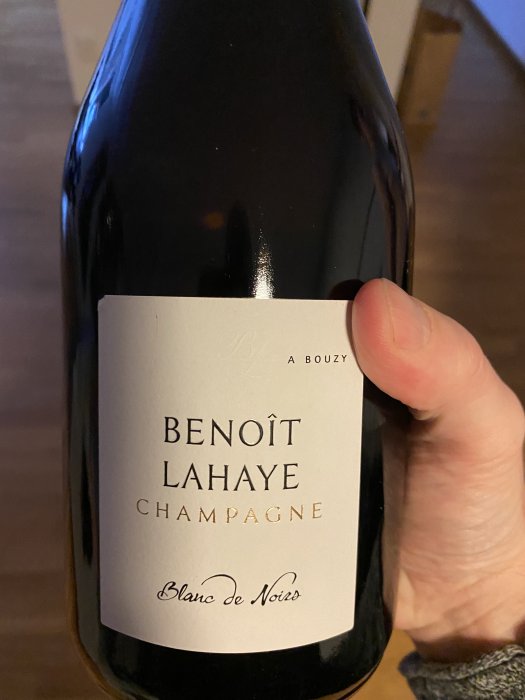 A BOUZY
BENOÎT
LAHAYE
CHAMPAGNE
Blanc de Noirs